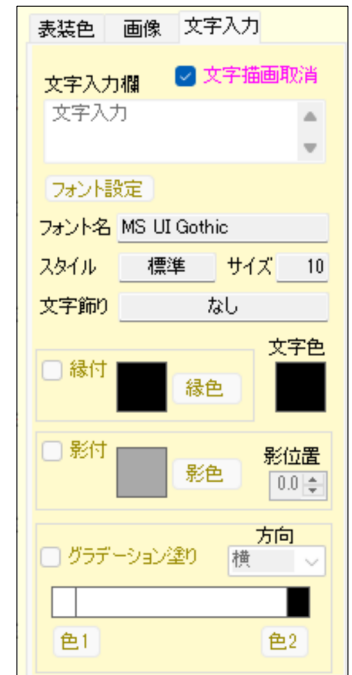 表装色 画像 文字入力
文字入力欄 文字描画取消
文字入力
フォント設定
フォント名 MS UI Gothic
スタイル 標準 サイズ 10
文字飾り なし
文字色
縁付 縁色
影付 影色 影位置
0.0
方向
グラデーション塗り 横
色1 色2